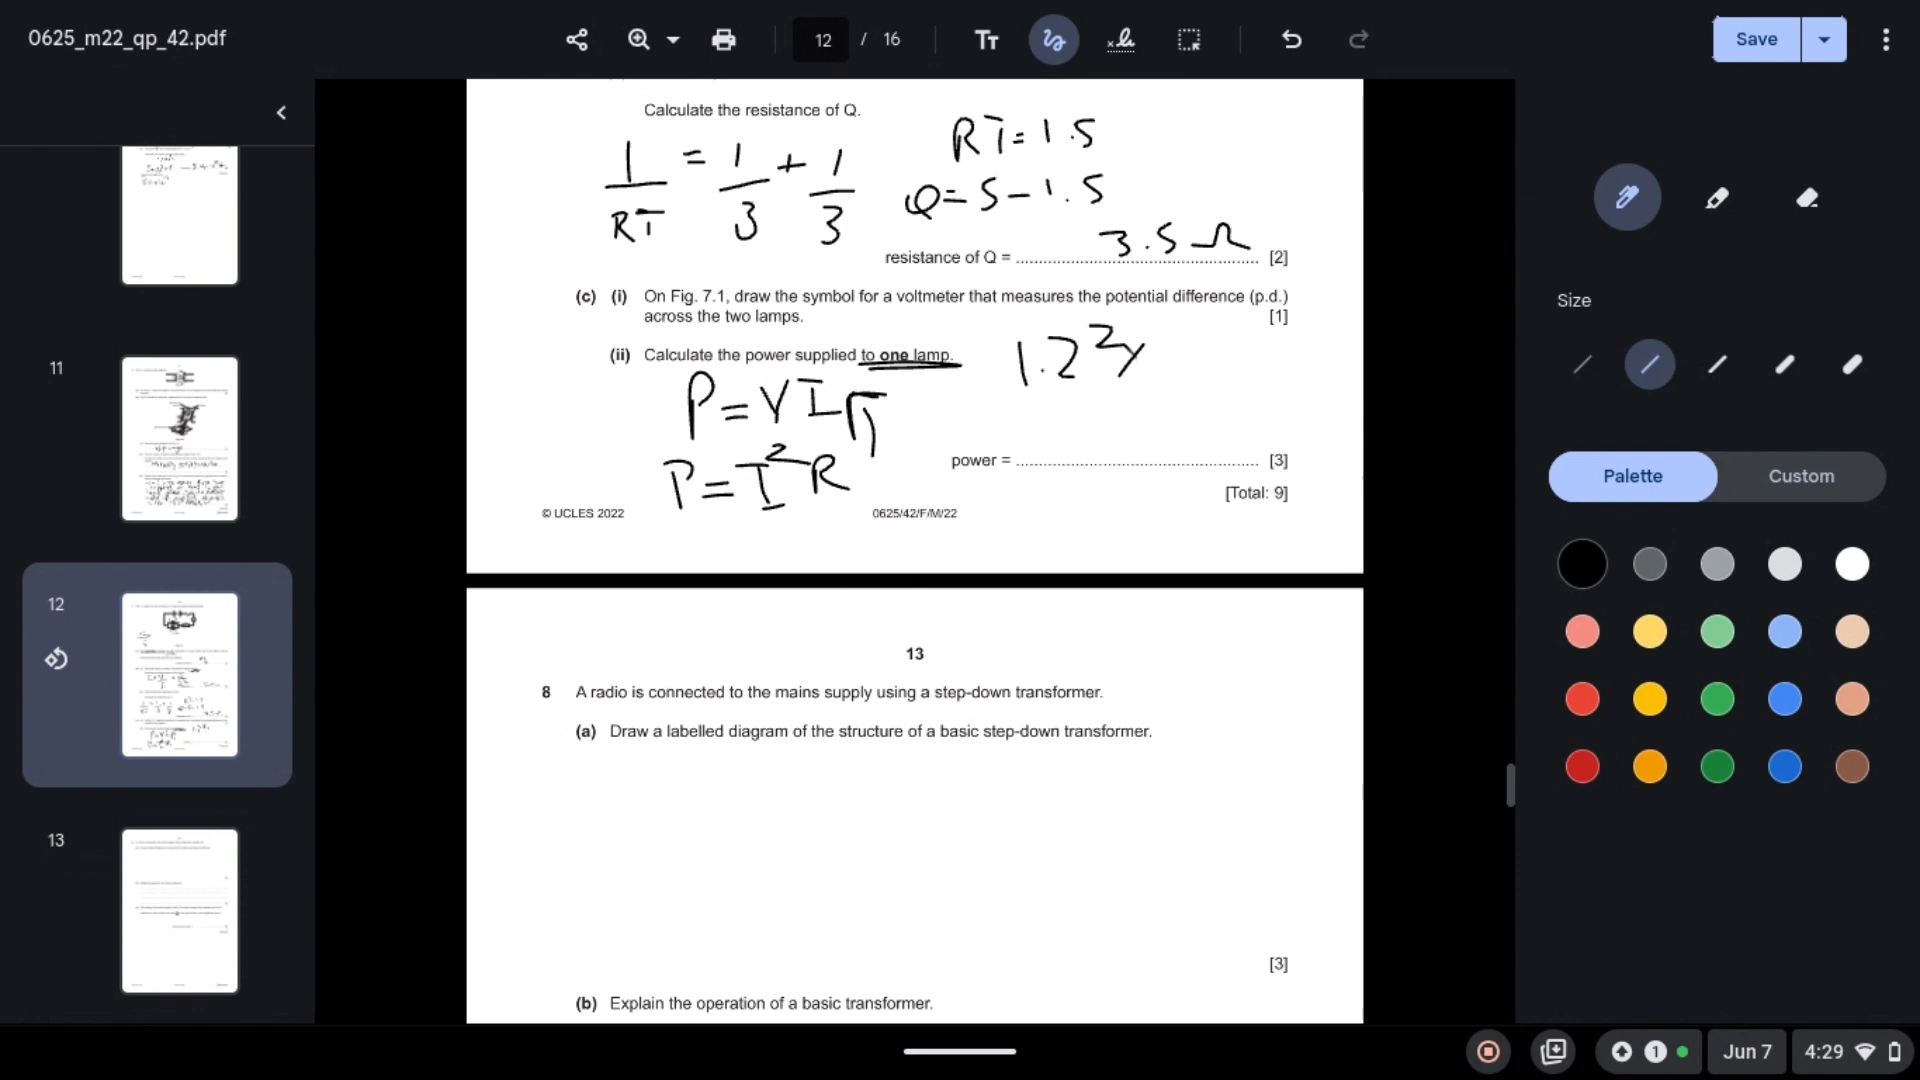 0625_m22_qp_42.pdf
12 / 16
Save
Calculate the resistance of Q.
1/RT = 1/3 + 1/3
RT = 1.5
Q = 5 - 1.5
3.5 Ω
resistance of Q = ................................................ [2]
(c) (i) On Fig. 7.1, draw the symbol for a voltmeter that measures the potential difference (p.d.)
across the two lamps. [1]
(ii) Calculate the power supplied to one lamp.
1.2²
P = VI
P = I²R
power = ................................................ [3]
[Total: 9]
© UCLES 2022
0625/42/F/M/22
13
8 A radio is connected to the mains supply using a step-down transformer.
(a) Draw a labelled diagram of the structure of a basic step-down transformer.
[3]
(b) Explain the operation of a basic transformer.
11
12
13
Size
Palette
Custom
1
Jun 7
4:29